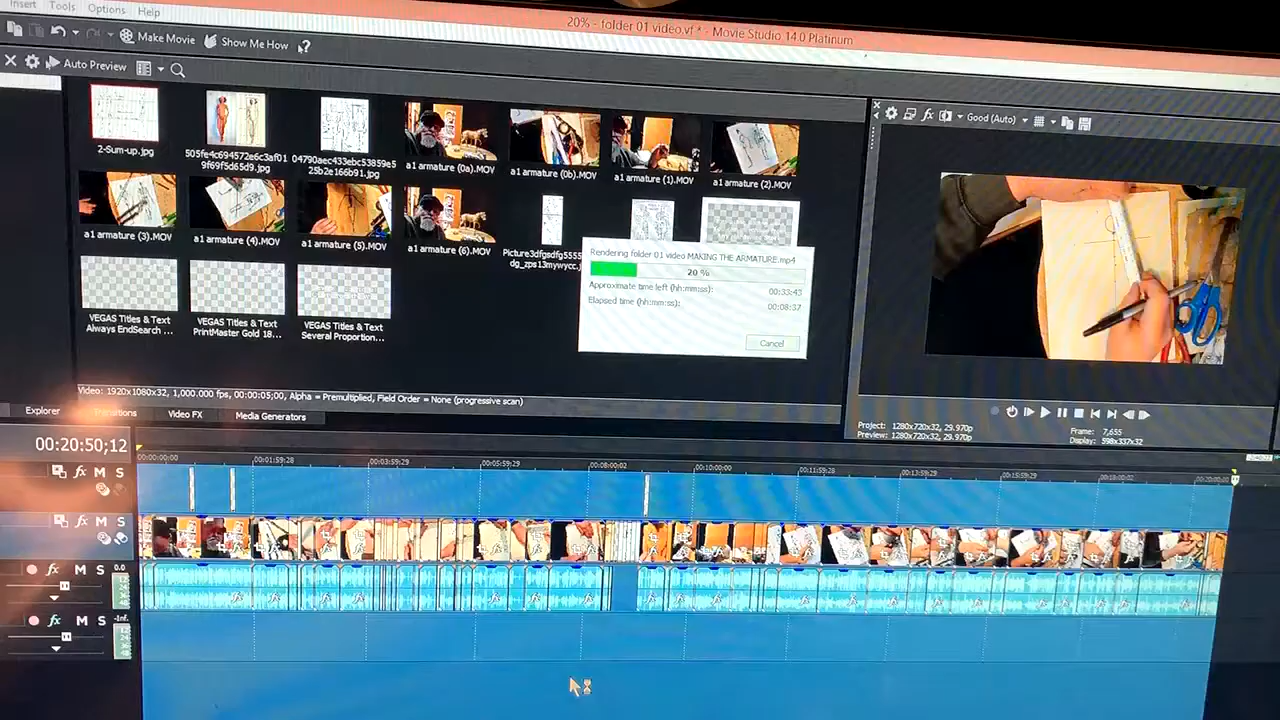 Insert Tools Options Help
20% - folder 01 video.vf * - Movie Studio 14.0 Platinum
Make Movie Show Me How
Auto Preview
Good (Auto)
2-Sum-up.jpg
505fe4c694572e6c3af01
9f69f5d65d9.jpg
04790aec433ebc53859e5
25b2e166b91.jpg
a1 armature (0a).MOV
a1 armature (0b).MOV
a1 armature (1).MOV
a1 armature (2).MOV
a1 armature (3).MOV
a1 armature (4).MOV
a1 armature (5).MOV
a1 armature (6).MOV
Rendering folder 01 video MAKING THE ARMATURE.mp4
20 %
Approximate time left (hh:mm:ss): 00:33:43
Elapsed time (hh:mm:ss): 00:08:37
Cancel
VEGAS Titles & Text
Always EndSearch ...
VEGAS Titles & Text
PrintMaster Gold 18...
VEGAS Titles & Text
Several Proportion...
Video: 1920x1080x32, 1,000.000 fps, 00:00:05;00, Alpha = Premultiplied, Field Order = None (progressive scan)
Explorer Transitions Video FX Media Generators
Project: 1280x720x32, 29.970p
Preview: 1280x720x32, 29.970p
Frame: 7,655
Display: 598x337x32
00:20:50;12
00:00:00;00 00:01:59;28 00:03:59;29 00:05:59;29 00:08:00;02 00:10:00;00 00:11:59;28 00:13:59;29 00:15:59;29 00:18:00;02
M S
M S
M S 0.0
M S -Inf.